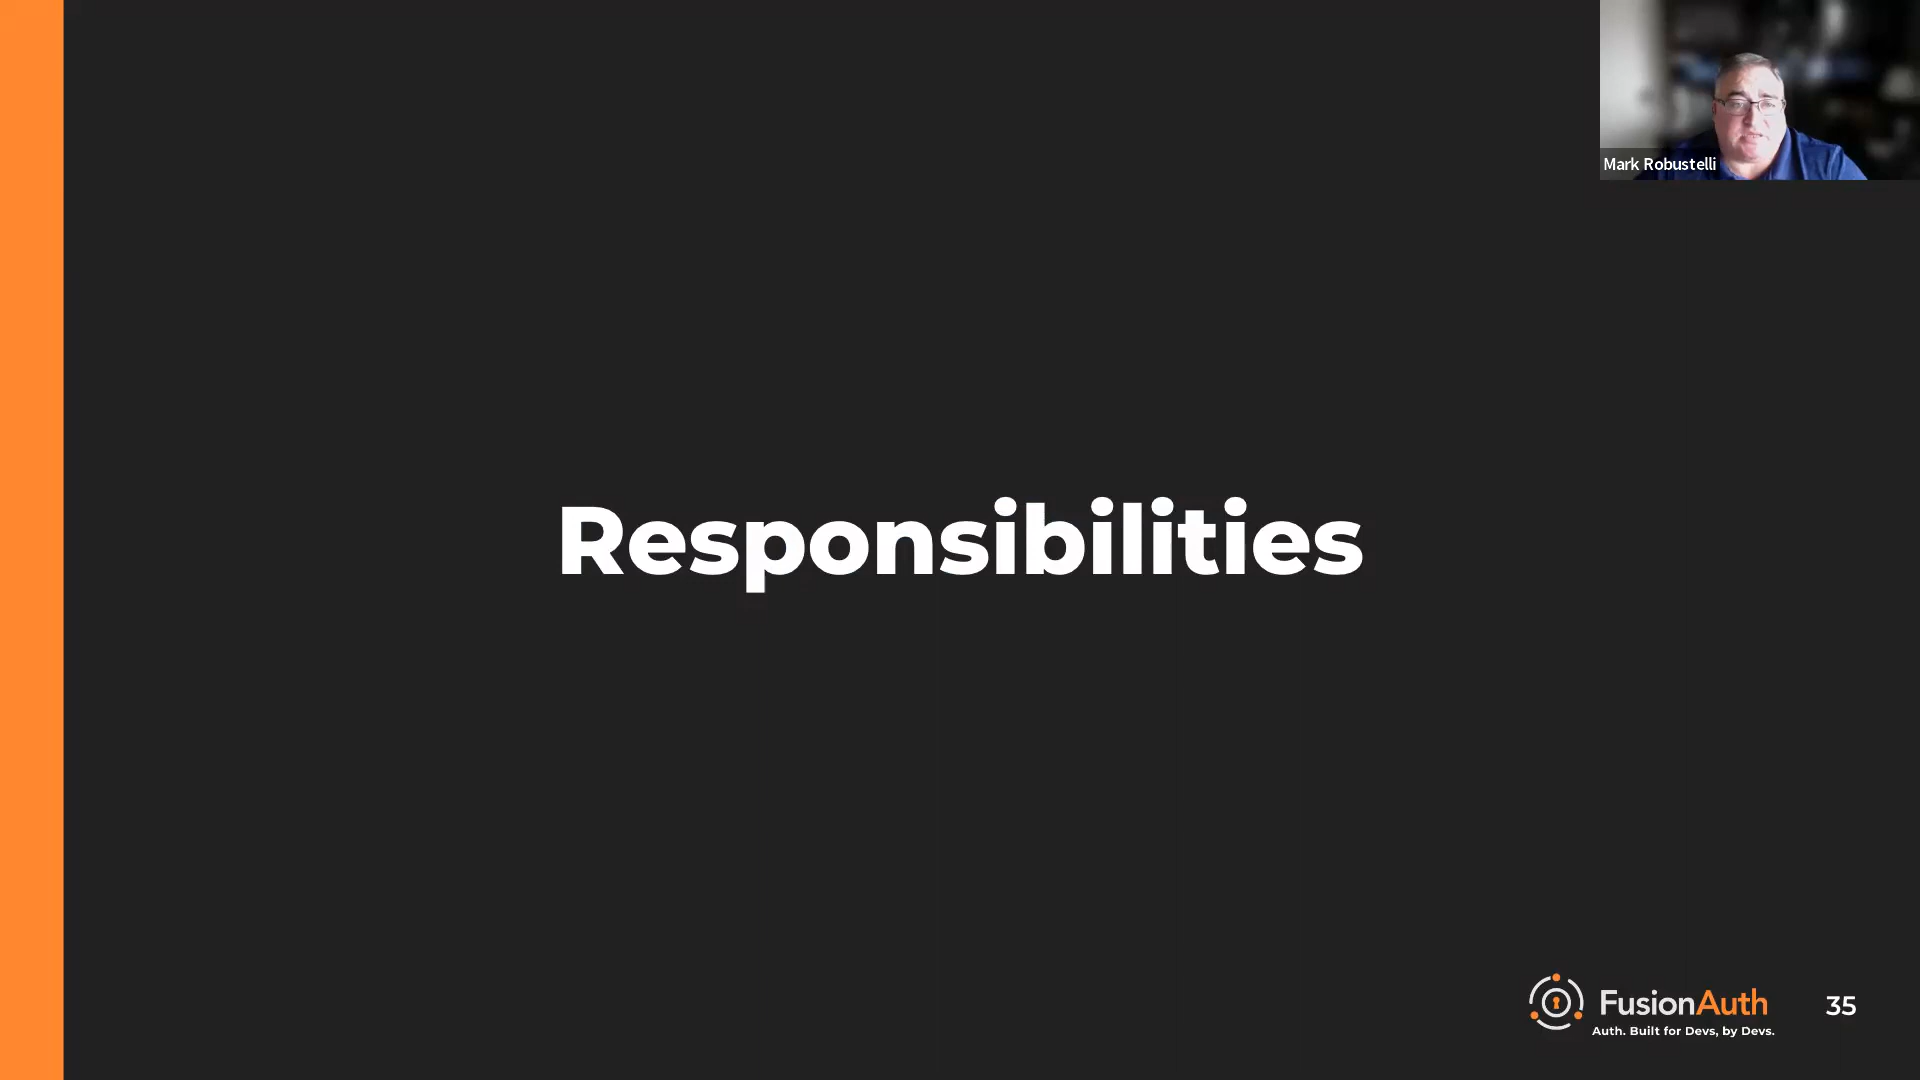 Mark Robustelli
Responsibilities
FusionAuth
Auth. Built for Devs, by Devs.
35